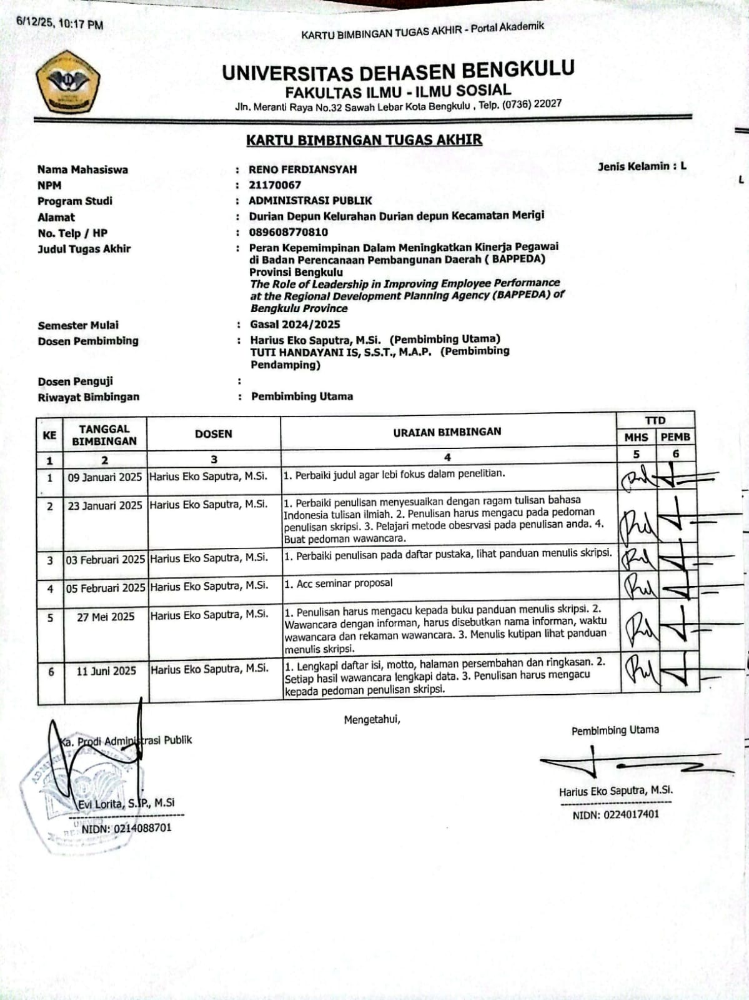 6/12/25, 10:17 PM
KARTU BIMBINGAN TUGAS AKHIR - Portal Akademik
UNIVERSITAS DEHASEN BENGKULU
FAKULTAS ILMU - ILMU SOSIAL
Jln. Meranti Raya No.32 Sawah Lebar Kota Bengkulu , Telp. (0736) 22027
KARTU BIMBINGAN TUGAS AKHIR
Nama Mahasiswa : RENO FERDIANSYAH Jenis Kelamin : L
L
NPM : 21170067
Program Studi : ADMINISTRASI PUBLIK
Alamat : Durian Depun Kelurahan Durian depun Kecamatan Merigi
No. Telp / HP : 089608770810
Judul Tugas Akhir : Peran Kepemimpinan Dalam Meningkatkan Kinerja Pegawai
di Badan Perencanaan Pembangunan Daerah ( BAPPEDA)
Provinsi Bengkulu
The Role of Leadership in Improving Employee Performance
at the Regional Development Planning Agency (BAPPEDA) of
Bengkulu Province
Semester Mulai : Gasal 2024/2025
Dosen Pembimbing : Harius Eko Saputra, M.Si. (Pembimbing Utama)
TUTI HANDAYANI IS, S.S.T., M.A.P. (Pembimbing
Pendamping)
Dosen Penguji :
Riwayat Bimbingan : Pembimbing Utama
KE TANGGAL BIMBINGAN DOSEN URAIAN BIMBINGAN TTD
MHS PEMB
1 2 3 4 5 6
1 09 Januari 2025 Harius Eko Saputra, M.Si. 1. Perbaiki judul agar lebi fokus dalam penelitian.
2 23 Januari 2025 Harius Eko Saputra, M.Si. 1. Perbaiki penulisan menyesuaikan dengan ragam tulisan bahasa
Indonesia tulisan ilmiah. 2. Penulisan harus mengacu pada pedoman
penulisan skripsi. 3. Pelajari metode obesrvasi pada penulisan anda. 4.
Buat pedoman wawancara.
3 03 Februari 2025 Harius Eko Saputra, M.Si. 1. Perbaiki penulisan pada daftar pustaka, lihat panduan menulis skripsi.
4 05 Februari 2025 Harius Eko Saputra, M.Si. 1. Acc seminar proposal
5 27 Mei 2025 Harius Eko Saputra, M.Si. 1. Penulisan harus mengacu kepada buku panduan menulis skripsi. 2.
Wawancara dengan informan, harus disebutkan nama informan, waktu
wawancara dan rekaman wawancara. 3. Menulis kutipan lihat panduan
menulis skripsi.
6 11 Juni 2025 Harius Eko Saputra, M.Si. 1. Lengkapi daftar isi, motto, halaman persembahan dan ringkasan. 2.
Setiap hasil wawancara lengkapi data. 3. Penulisan harus mengacu
kepada pedoman penulisan skripsi.
Mengetahui,
Ka. Prodi Administrasi Publik
Pembimbing Utama
Evi Lorita, S.IP., M.Si
Harius Eko Saputra, M.Si.
NIDN: 0214088701
NIDN: 0224017401